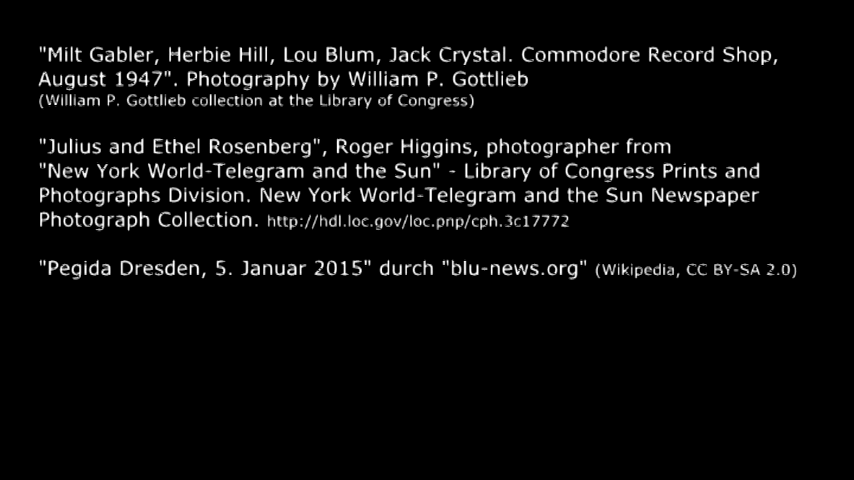 "Milt Gabler, Herbie Hill, Lou Blum, Jack Crystal. Commodore Record Shop,
August 1947". Photography by William P. Gottlieb
(William P. Gottlieb collection at the Library of Congress)
"Julius and Ethel Rosenberg", Roger Higgins, photographer from
"New York World-Telegram and the Sun" - Library of Congress Prints and
Photographs Division. New York World-Telegram and the Sun Newspaper
Photograph Collection. http://hdl.loc.gov/loc.pnp/cph.3c17772
"Pegida Dresden, 5. Januar 2015" durch "blu-news.org" (Wikipedia, CC BY-SA 2.0)